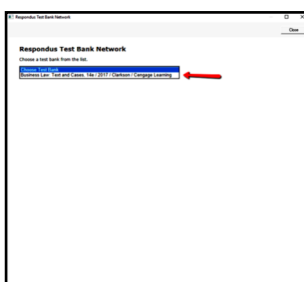 Respondus Test Bank Network
Close
Respondus Test Bank Network
Choose a test bank from the list.
Choose Test Bank
Business Law: Text and Cases, 14e / 2017 / Clarkson / Cengage Learning